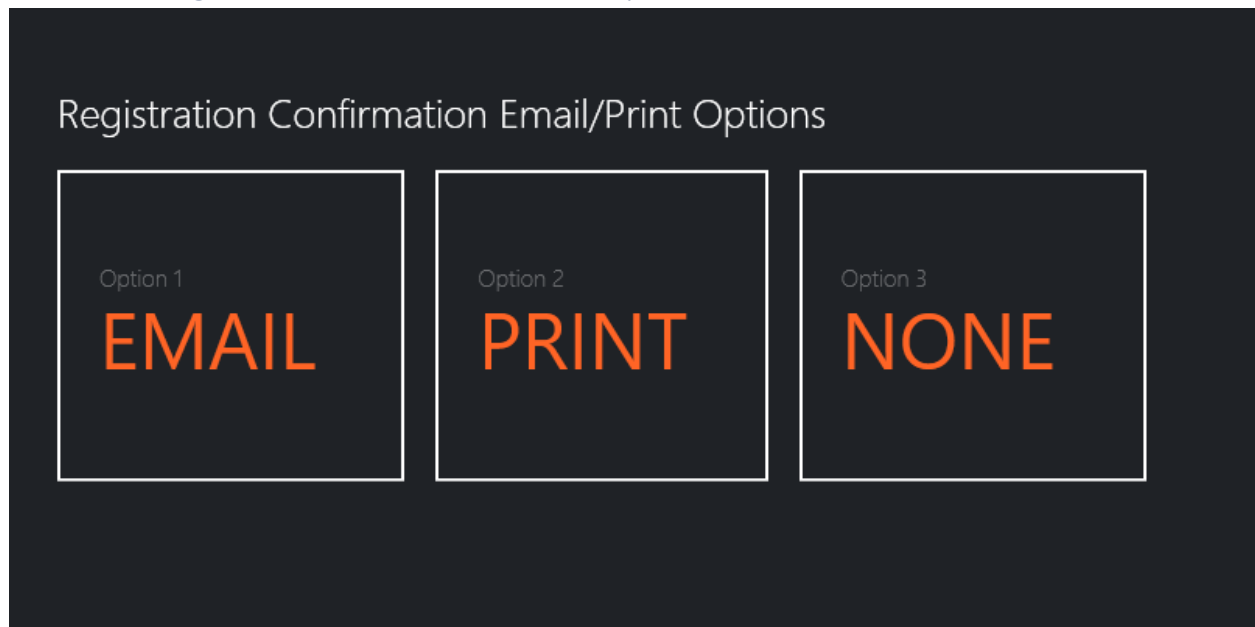 Registration Confirmation Email/Print Options
Option 1
EMAIL
Option 2
PRINT
Option 3
NONE